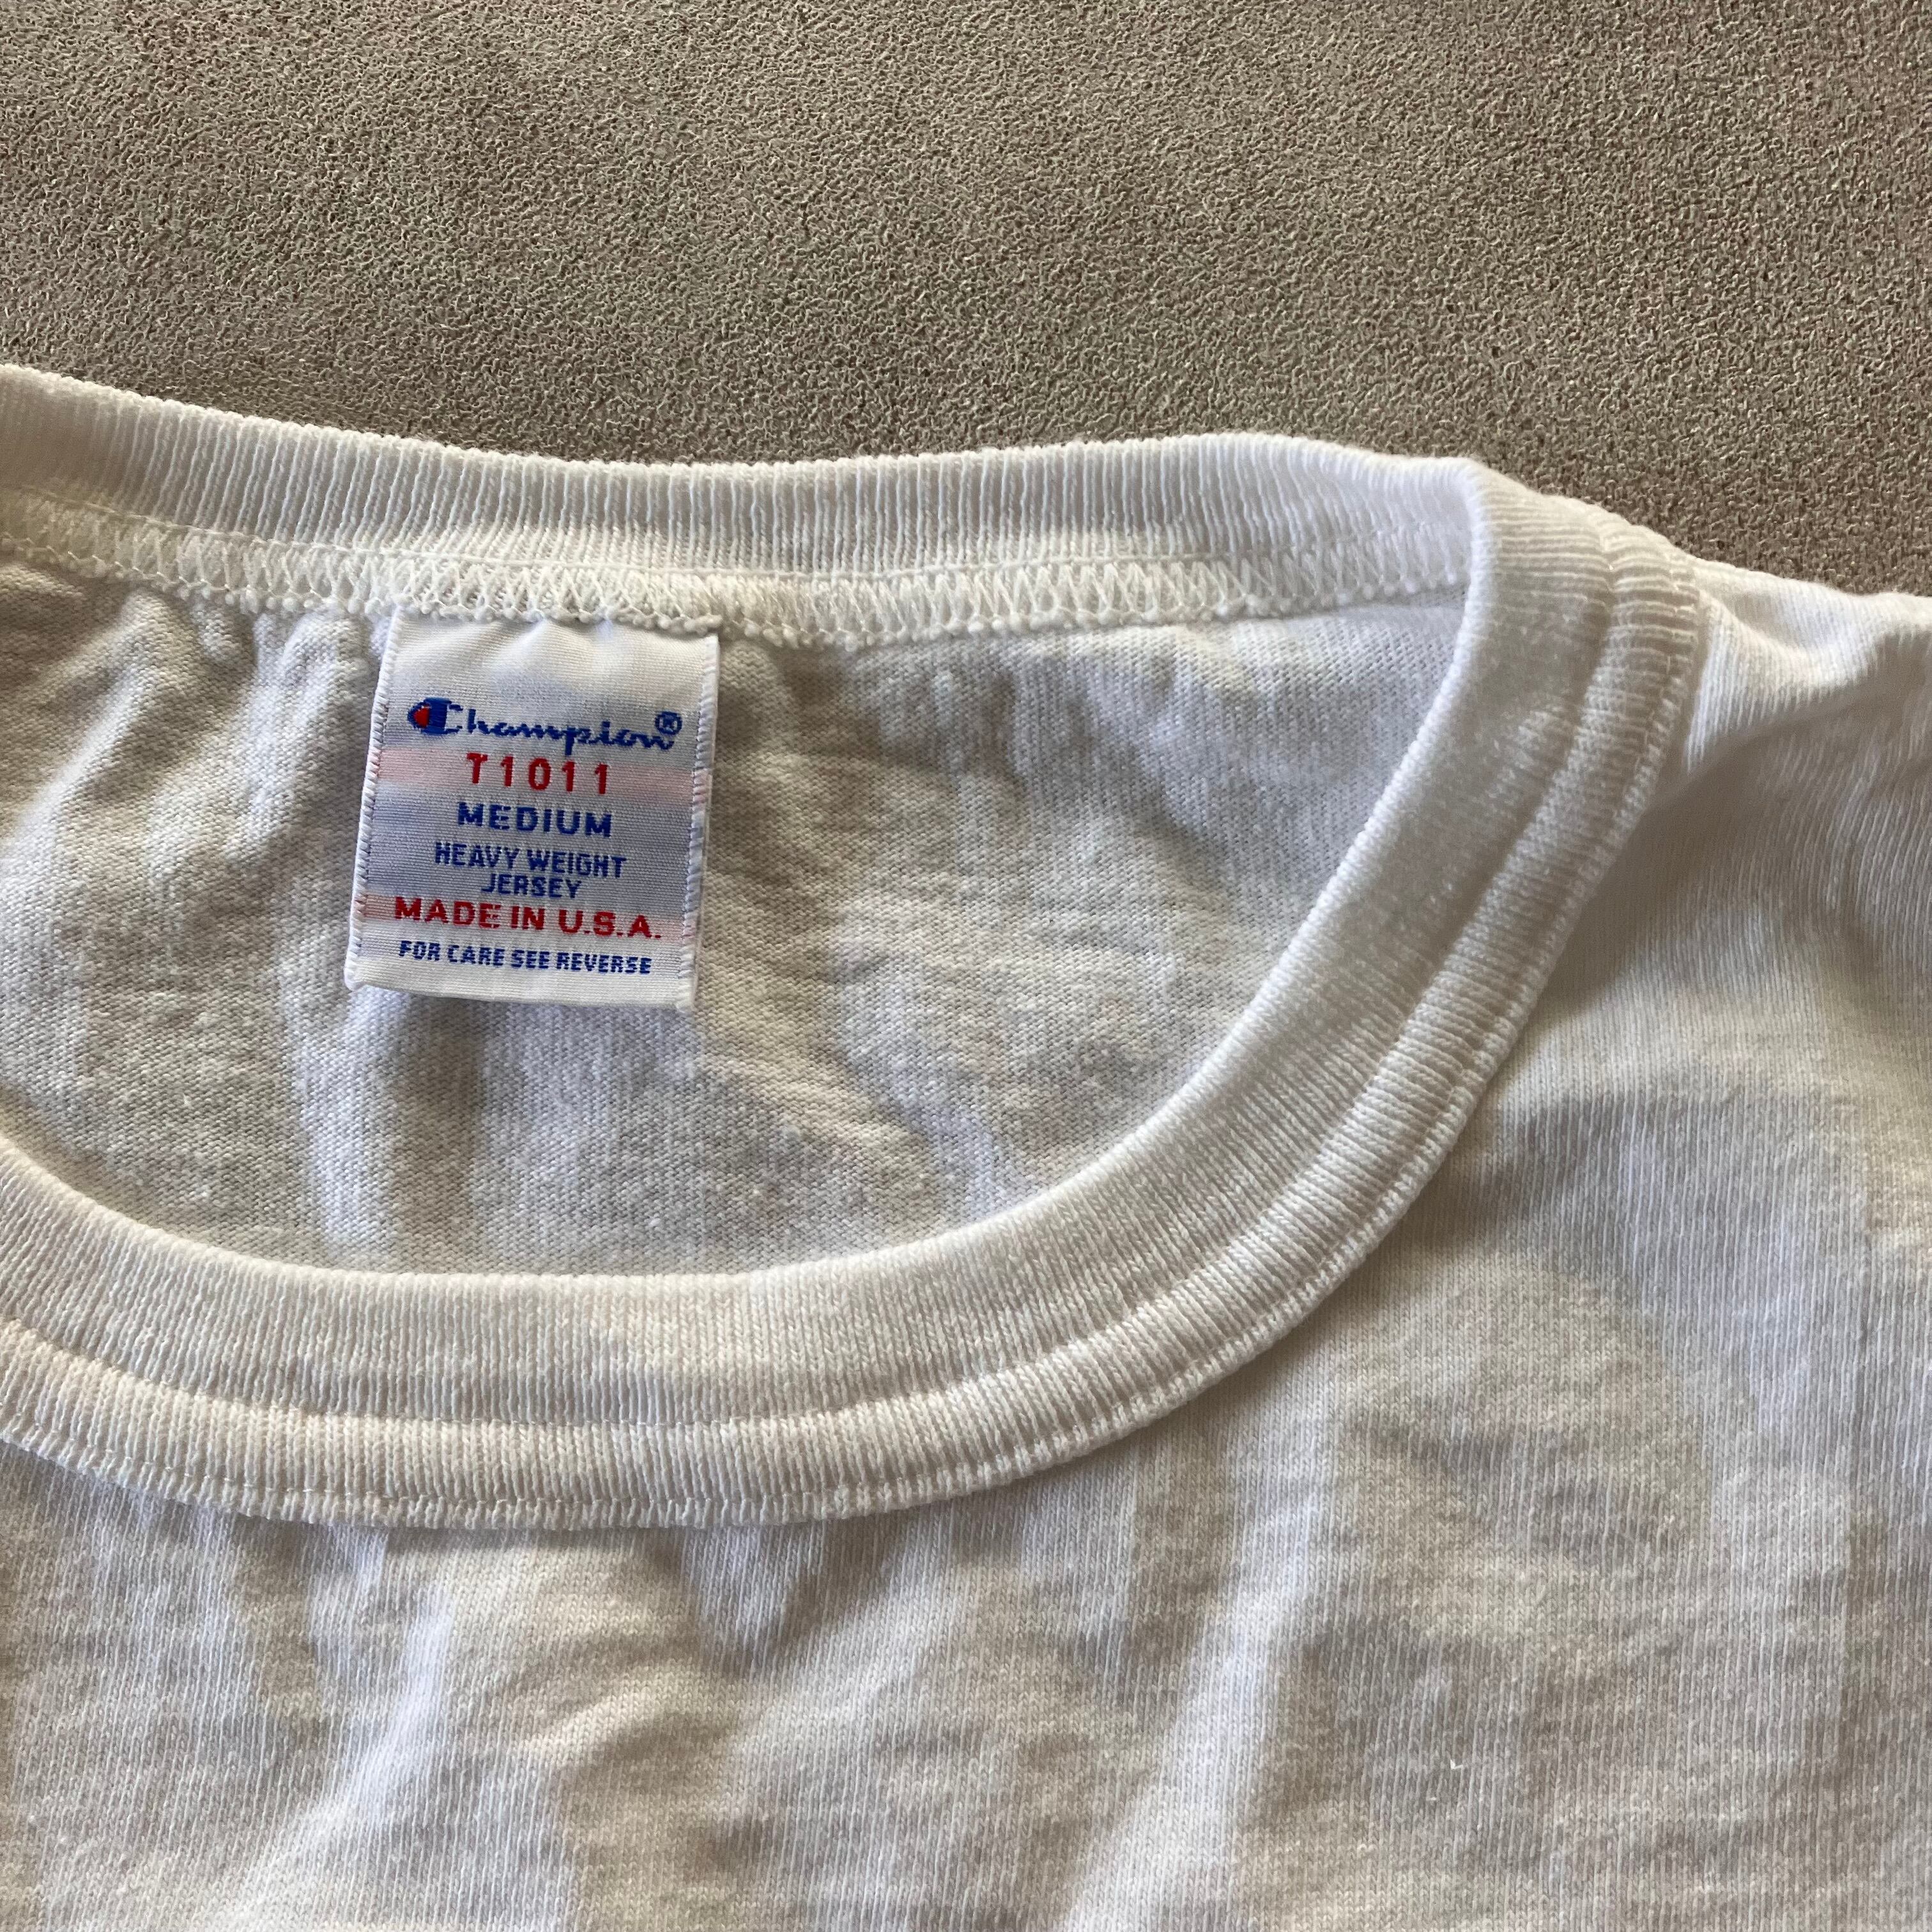 Champion®
T1011
MEDIUM
HEAVY WEIGHT
JERSEY
MADE IN U.S.A.
FOR CARE SEE REVERSE